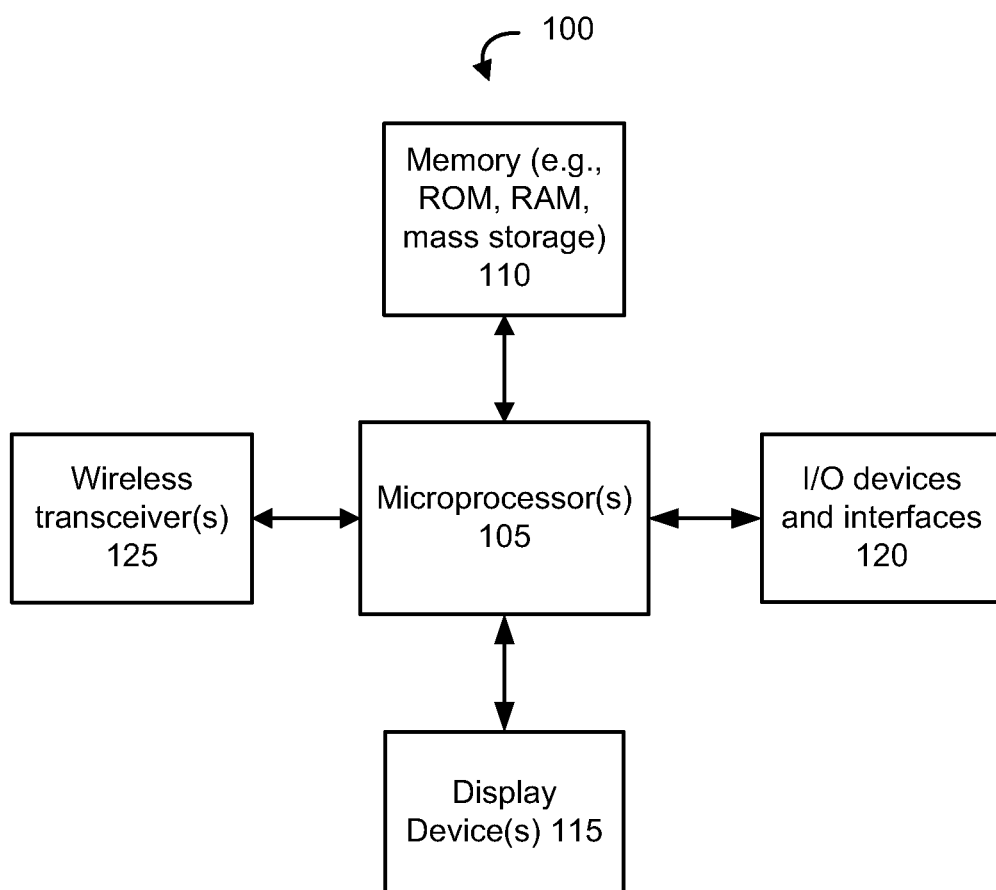 100
Memory (e.g.,
ROM, RAM,
mass storage)
110
Wireless
transceiver(s)
125
Microprocessor(s)
105
I/O devices
and interfaces
120
Display
Device(s) 115